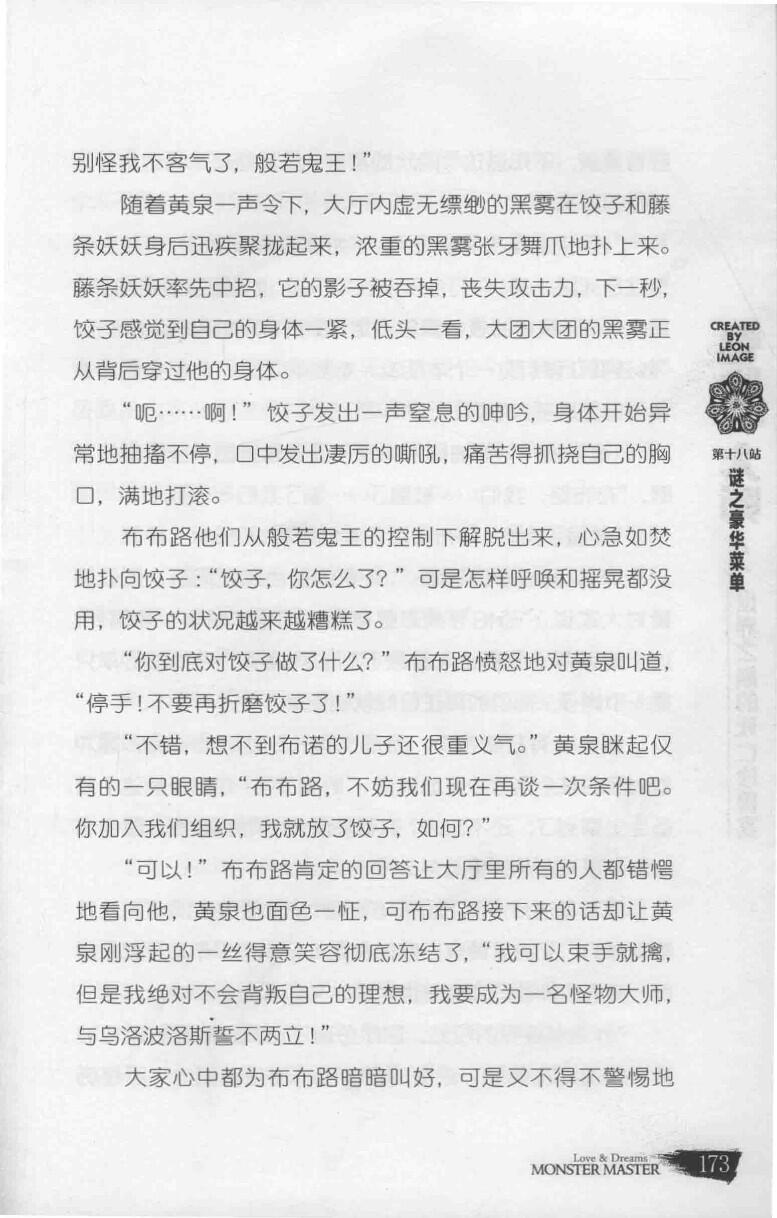 别怪我不客气了，般若鬼王！”
随着黄泉一声令下，大厅内虚无缥缈的黑雾在饺子和藤
条妖妖身后迅疾聚拢起来，浓重的黑雾张牙舞爪地扑上来。
藤条妖妖率先中招，它的影子被吞掉，丧失攻击力，下一秒，
饺子感觉到自己的身体一紧，低头一看，大团大团的黑雾正
从背后穿过他的身体。
“呃……啊！”饺子发出一声窒息的呻吟，身体开始异
常地抽搐不停，口中发出凄厉的嘶吼，痛苦得抓挠自己的胸
口，满地打滚。
布布路他们从般若鬼王的控制下解脱出来，心急如焚
地扑向饺子：“饺子，你怎么了？”可是怎样呼唤和摇晃都没
用，饺子的状况越来越糟糕了。
“你到底对饺子做了什么？”布布路愤怒地对黄泉叫道，
“停手！不要再折磨饺子了！”
“不错，想不到布诺的儿子还很重义气。”黄泉眯起仅
有的一只眼睛，“布布路，不妨我们现在再谈一次条件吧。
你加入我们组织，我就放了饺子，如何？”
“可以！”布布路肯定的回答让大厅里所有的人都错愕
地看向他，黄泉也面色一怔，可布布路接下来的话却让黄
泉刚浮起的一丝得意笑容彻底冻结了，“我可以束手就擒，
但是我绝对不会背叛自己的理想，我要成为一名怪物大师，
与乌洛波洛斯誓不两立！”
大家心中都为布布路暗暗叫好，可是又不得不警惕地
CREATED
BY
LEON
IMAGE
第十八站
谜之豪华菜单
Love & Dreams
MONSTER MASTER 173